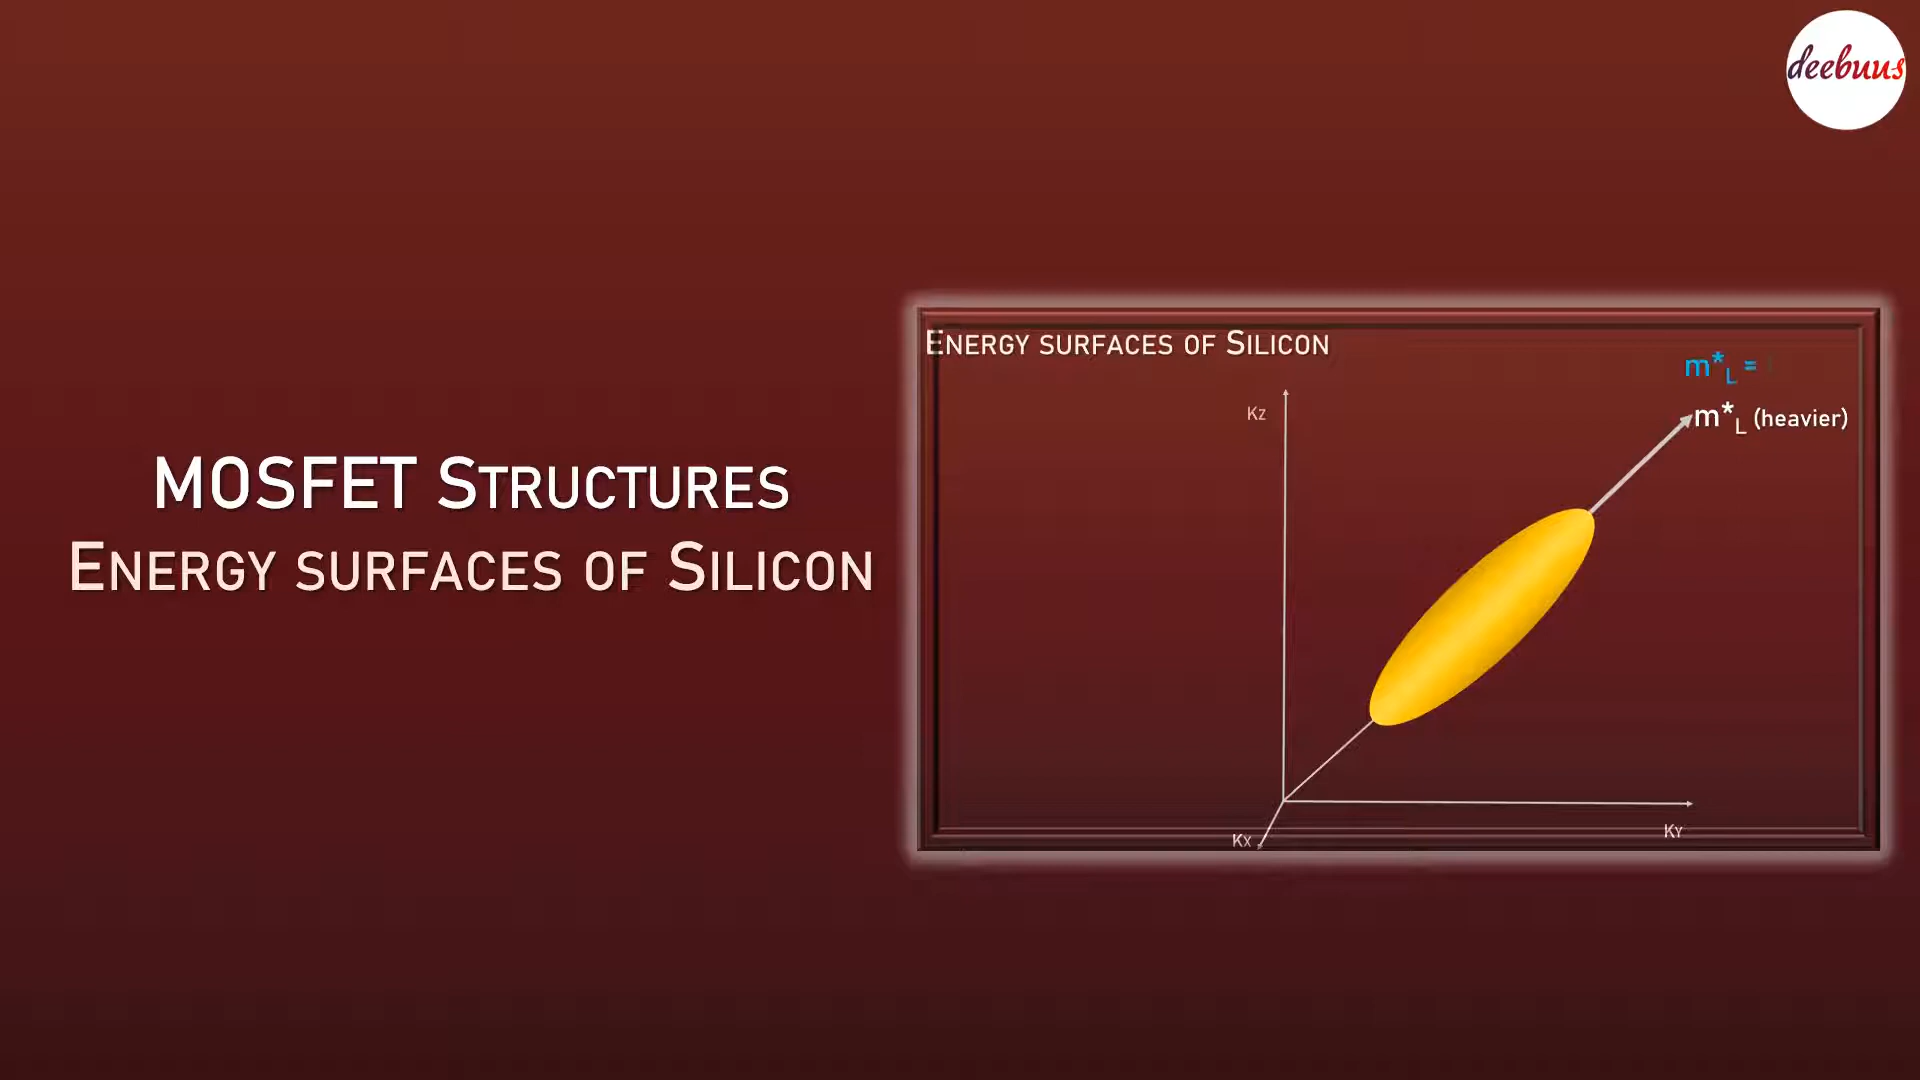 deebuus
MOSFET STRUCTURES
ENERGY SURFACES OF SILICON
ENERGY SURFACES OF SILICON
m*L =
m*L (heavier)
Kz
KY
Kx